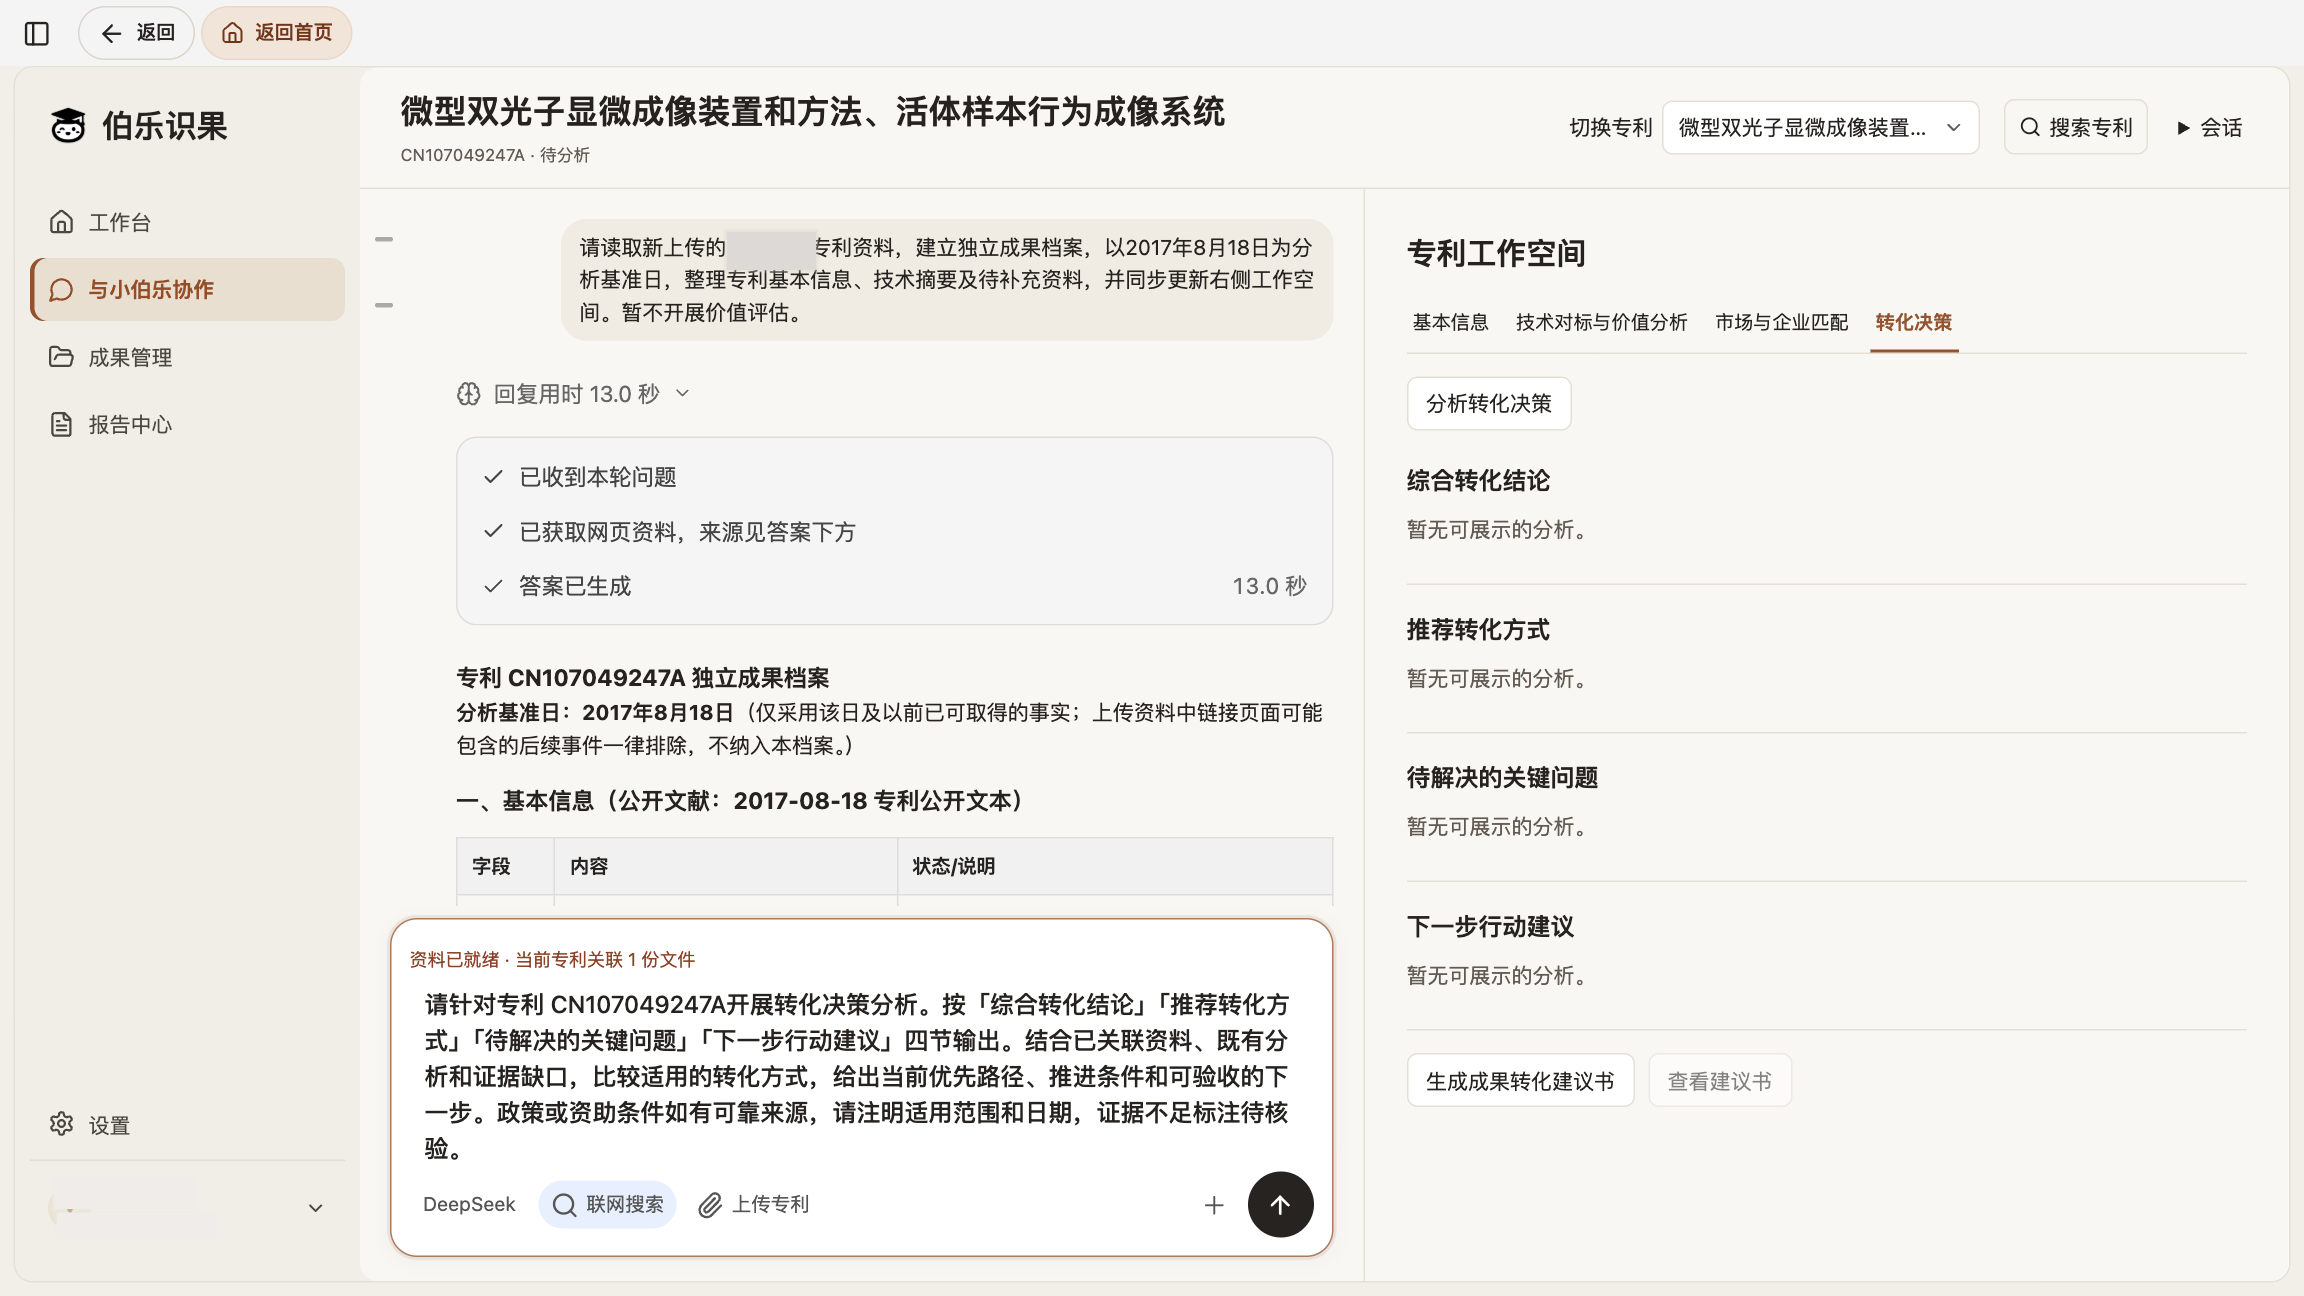 返回
返回首页
伯乐识果
工作台
与小伯乐协作
成果管理
报告中心
设置
微型双光子显微成像装置和方法、活体样本行为成像系统
CN107049247A · 待分析
切换专利
微型双光子显微成像装置...
搜索专利
会话
请读取新上传的 专利资料，建立独立成果档案，以2017年8月18日为分
析基准日，整理专利基本信息、技术摘要及待补充资料，并同步更新右侧工作空
间。暂不开展价值评估。
回复用时 13.0 秒
已收到本轮问题
已获取网页资料，来源见答案下方
答案已生成
13.0 秒
专利 CN107049247A 独立成果档案
分析基准日：2017年8月18日（仅采用该日及以前已可取得的事实；上传资料中链接页面可能
包含的后续事件一律排除，不纳入本档案。）
一、基本信息（公开文献：2017-08-18 专利公开文本）
字段
内容
状态/说明
资料已就绪 · 当前专利关联 1 份文件
请针对专利 CN107049247A开展转化决策分析。按「综合转化结论」「推荐转化方
式」「待解决的关键问题」「下一步行动建议」四节输出。结合已关联资料、既有分
析和证据缺口，比较适用的转化方式，给出当前优先路径、推进条件和可验收的下
一步。政策或资助条件如有可靠来源，请注明适用范围和日期，证据不足标注待核
验。
DeepSeek
联网搜索
上传专利
专利工作空间
基本信息
技术对标与价值分析
市场与企业匹配
转化决策
分析转化决策
综合转化结论
暂无可展示的分析。
推荐转化方式
暂无可展示的分析。
待解决的关键问题
暂无可展示的分析。
下一步行动建议
暂无可展示的分析。
生成成果转化建议书
查看建议书